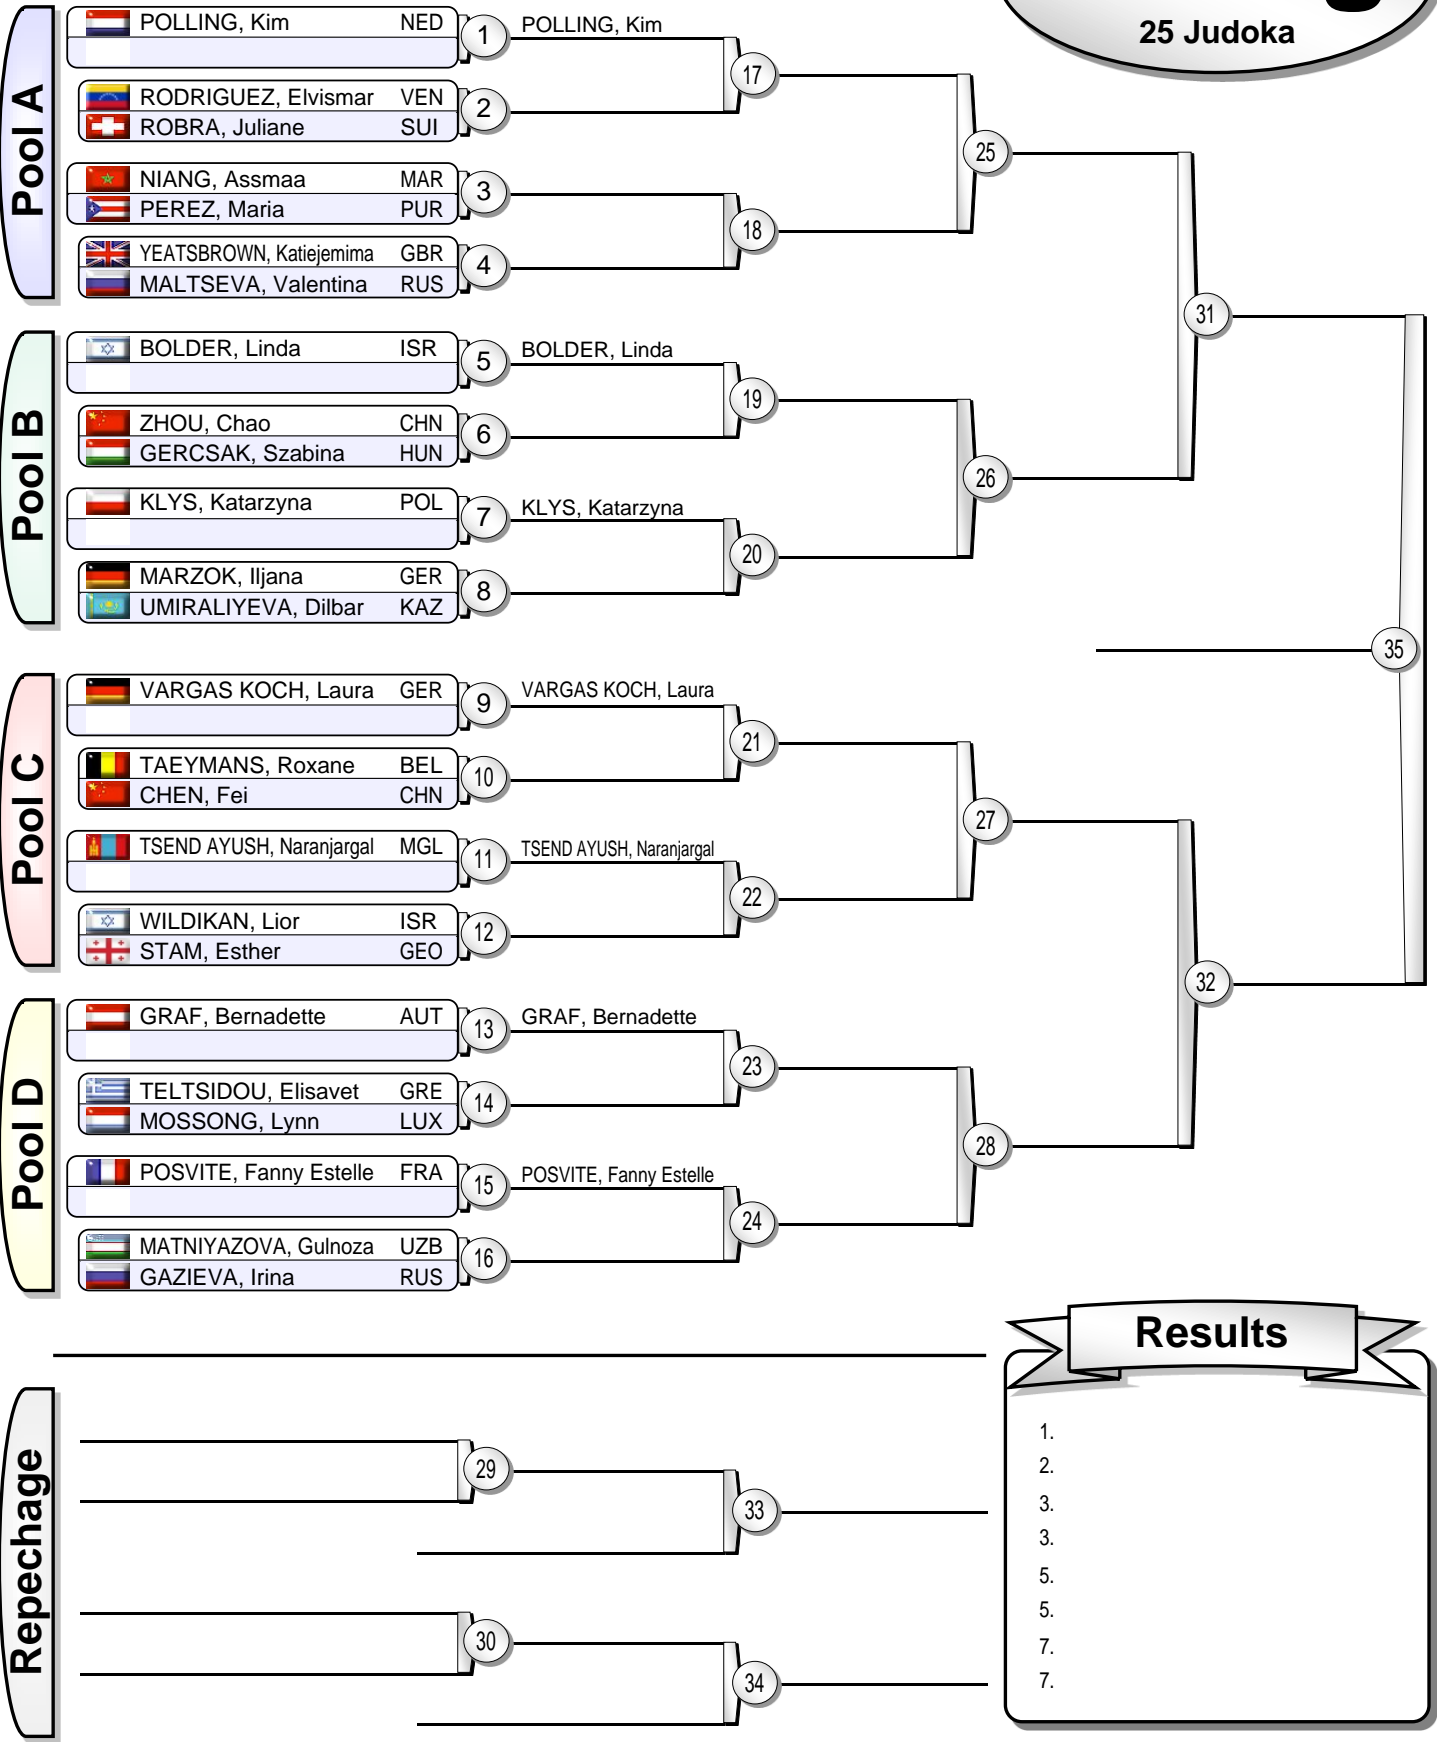 25 Judoka
Pool A
POLLING, Kim NED
1
POLLING, Kim
17
RODRIGUEZ, Elvismar VEN
ROBRA, Juliane SUI
2
25
NIANG, Assmaa MAR
PEREZ, Maria PUR
3
18
YEATSBROWN, Katiejemima GBR
MALTSEVA, Valentina RUS
4
31
Pool B
BOLDER, Linda ISR
5
BOLDER, Linda
19
ZHOU, Chao CHN
GERCSAK, Szabina HUN
6
26
KLYS, Katarzyna POL
7
KLYS, Katarzyna
20
MARZOK, Iljana GER
UMIRALIYEVA, Dilbar KAZ
8
35
Pool C
VARGAS KOCH, Laura GER
9
VARGAS KOCH, Laura
21
TAEYMANS, Roxane BEL
CHEN, Fei CHN
10
27
TSEND AYUSH, Naranjargal MGL
11
TSEND AYUSH, Naranjargal
22
WILDIKAN, Lior ISR
STAM, Esther GEO
12
32
Pool D
GRAF, Bernadette AUT
13
GRAF, Bernadette
23
TELTSIDOU, Elisavet GRE
MOSSONG, Lynn LUX
14
28
POSVITE, Fanny Estelle FRA
15
POSVITE, Fanny Estelle
24
MATNIYAZOVA, Gulnoza UZB
GAZIEVA, Irina RUS
16
Repechage
29
33
30
34
Results
1.
2.
3.
3.
5.
5.
7.
7.